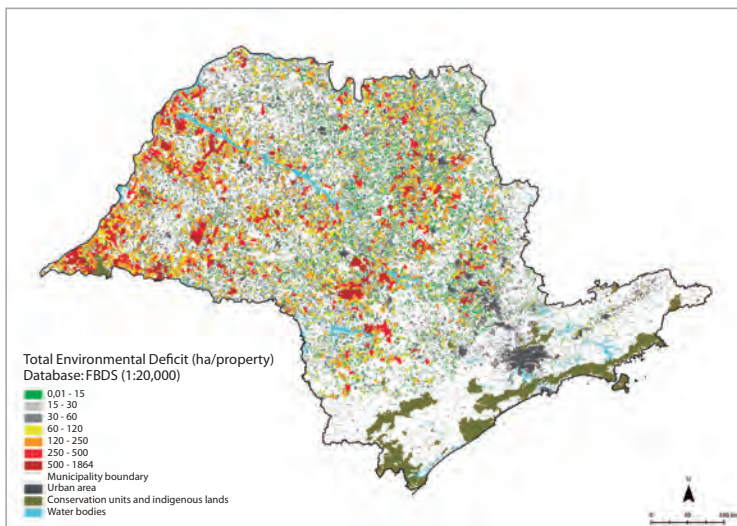 Total Environmental Deficit (ha/property)
Database: FBDS (1:20,000)
0,01 - 15
15 - 30
30 - 60
60 - 120
120 - 250
250 - 500
500 - 1864
Municipality boundary
Urban area
Conservation units and indigenous lands
Water bodies